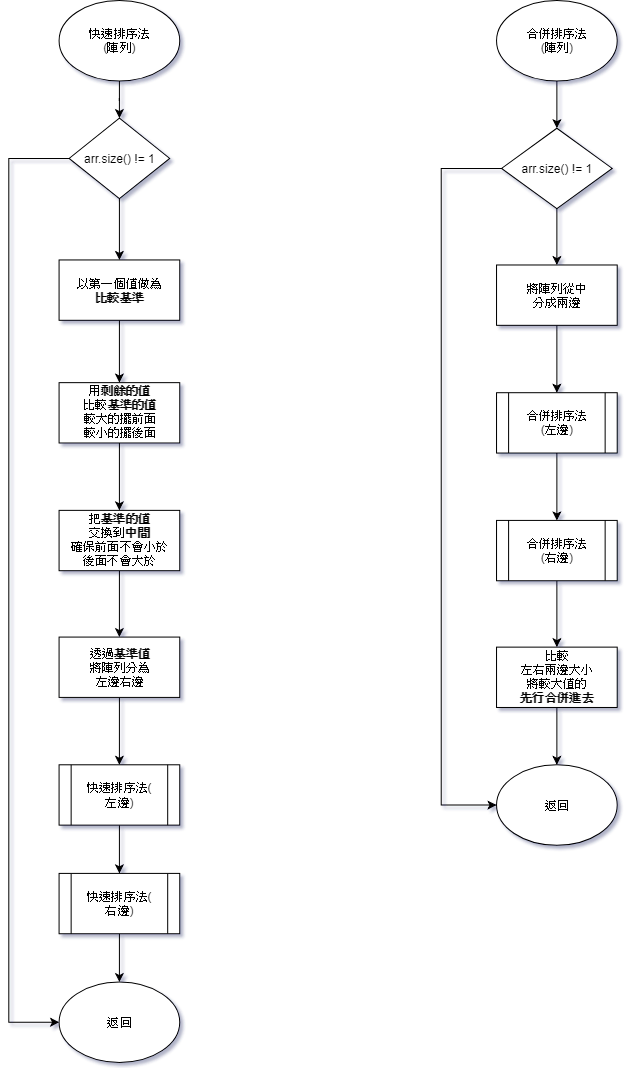 快速排序法
(陣列)
arr.size() != 1
以第一個值做為
比較基準
用剩餘的值
比較基準的值
較大的擺前面
較小的擺後面
把基準的值
交換到中間
確保前面不會小於
後面不會大於
透過基準值
將陣列分為
左邊右邊
快速排序法(
左邊)
快速排序法(
右邊)
返回
合併排序法
(陣列)
arr.size() != 1
將陣列從中
分成兩邊
合併排序法
(左邊)
合併排序法
(右邊)
比較
左右兩邊大小
將較大值的
先行合併進去
返回